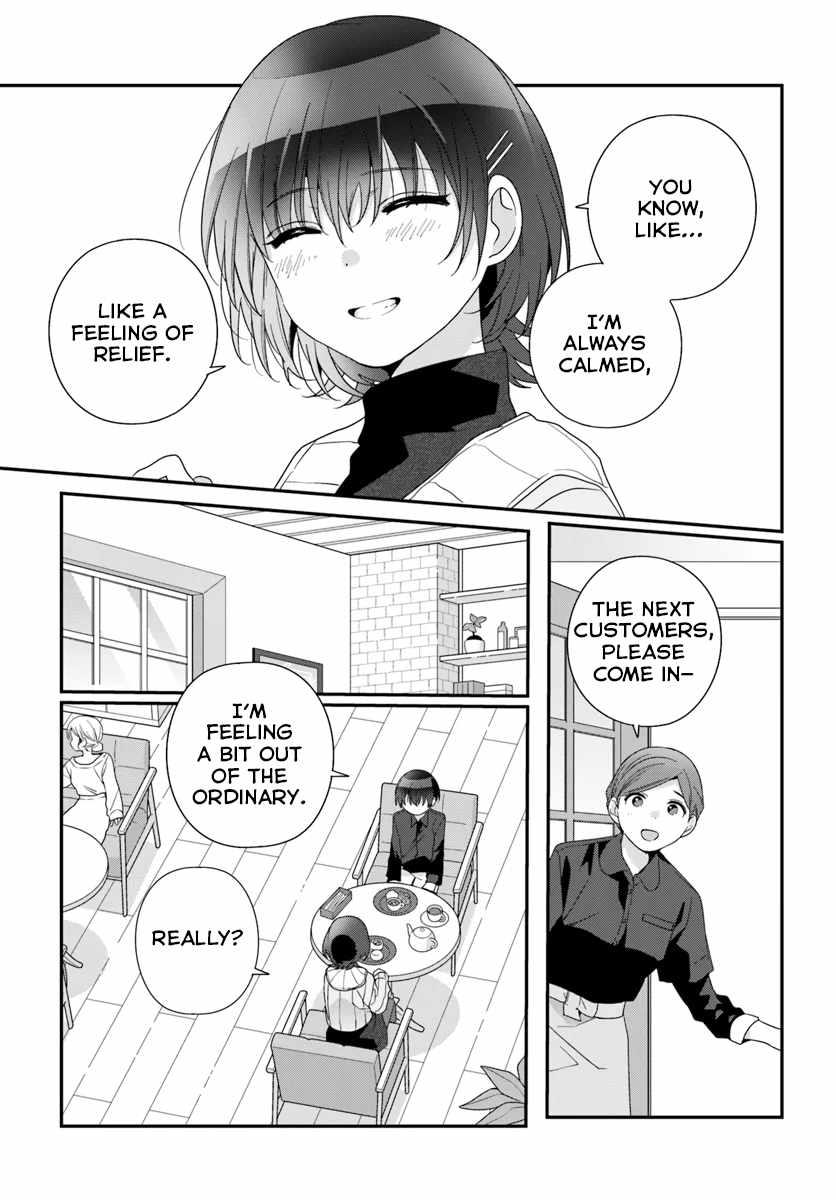 YOU
KNOW,
LIKE...
I'M
ALWAYS
CALMED,
LIKE A
FEELING OF
RELIEF.
THE NEXT
CUSTOMERS,
PLEASE
COME IN–
I'M
FEELING
A BIT OUT
OF THE
ORDINARY.
REALLY?